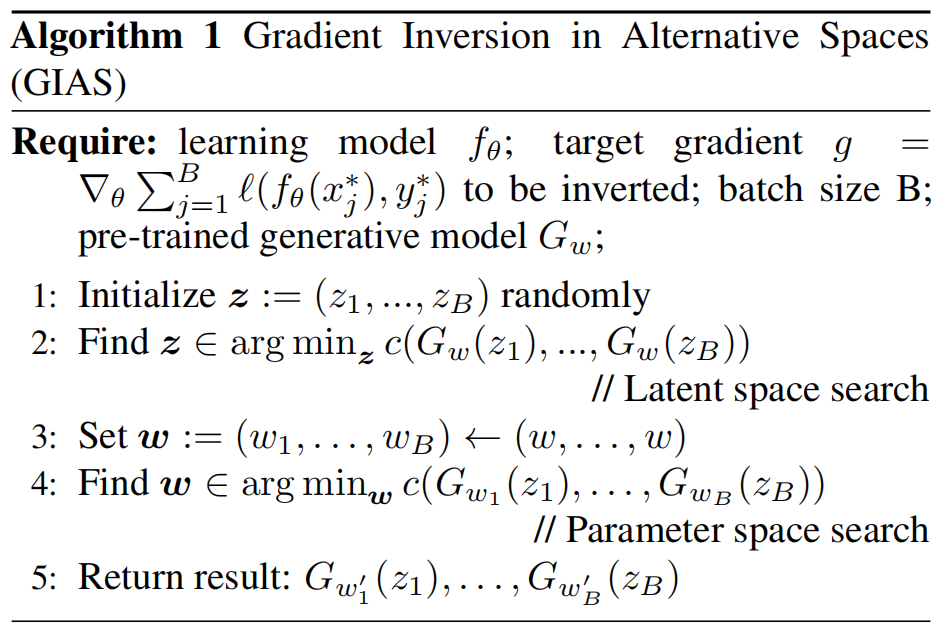 Algorithm 1 Gradient Inversion in Alternative Spaces
(GIAS)
Require: learning model $f_\theta$; target gradient $g$ =
$\nabla_\theta \sum_{j=1}^{B} \ell(f_\theta(x_j^*), y_j^*)$ to be inverted; batch size B;
pre-trained generative model $G_w$;
1: Initialize $\boldsymbol{z} := (z_1, ..., z_B)$ randomly
2: Find $\boldsymbol{z} \in \arg\min_{\boldsymbol{z}} c(G_w(z_1), ..., G_w(z_B))$
// Latent space search
3: Set $\boldsymbol{w} := (w_1, \ldots, w_B) \leftarrow (w, \ldots, w)$
4: Find $\boldsymbol{w} \in \arg\min_{\boldsymbol{w}} c(G_{w_1}(z_1), \ldots, G_{w_B}(z_B))$
// Parameter space search
5: Return result: $G_{w_1'}(z_1), \ldots, G_{w_B'}(z_B)$